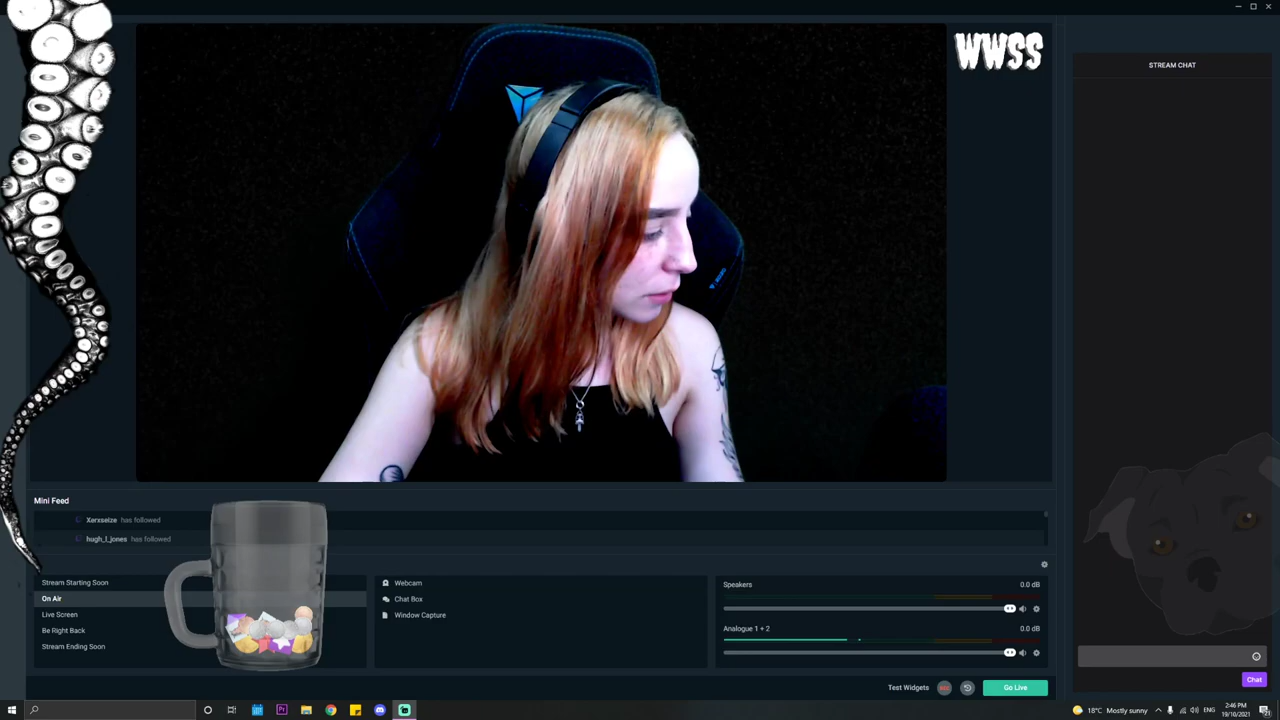 WWSS
STREAM CHAT
Mini Feed
Xerxseize has followed
hugh_l_jones has followed
Stream Starting Soon
On Air
Live Screen
Be Right Back
Stream Ending Soon
Webcam
Chat Box
Window Capture
Speakers 0.0 dB
Analogue 1 + 2 0.0 dB
Test Widgets
REC
Go Live
Chat
18°C Mostly sunny
ENG
2:46 PM
19/10/2021